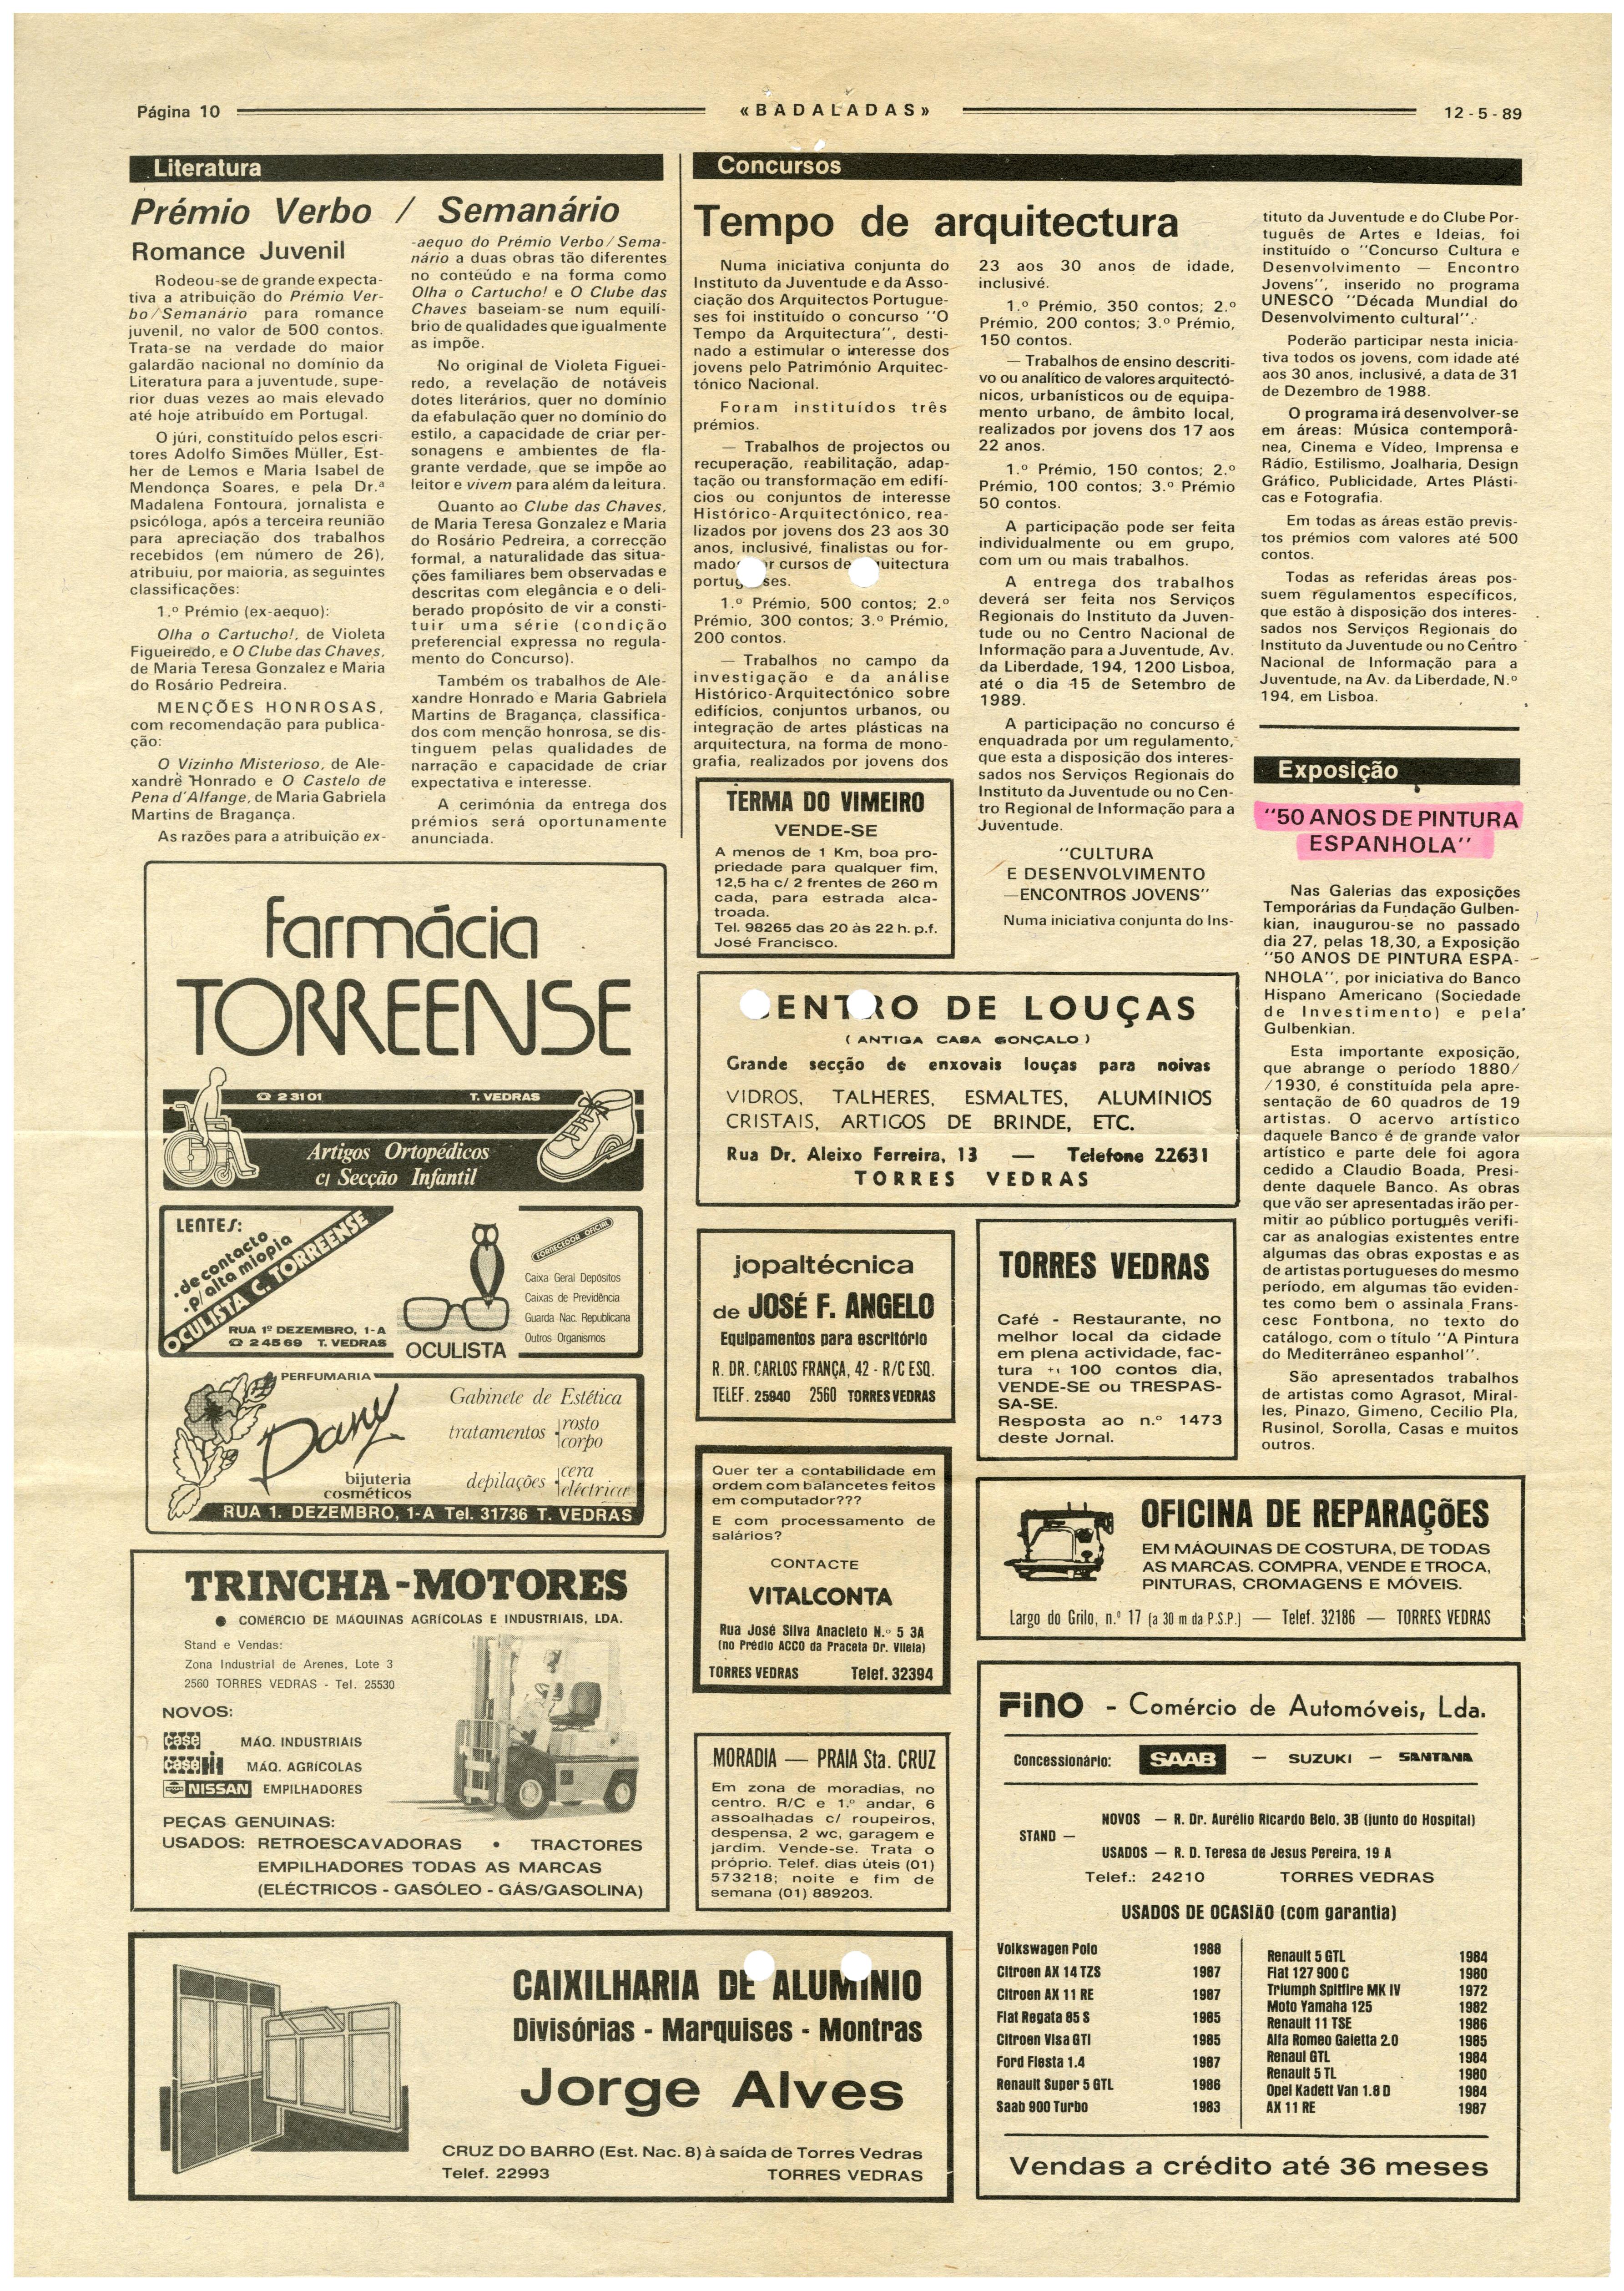 Página 10
«BADALADAS»
12 - 5 - 89
Literatura
Prémio Verbo / Semanário
Romance Juvenil
Rodeou-se de grande expecta-
tiva a atribuição do Prémio Ver-
bo/Semanário para romance
juvenil, no valor de 500 contos.
Trata-se na verdade do maior
galardão nacional no domínio da
Literatura para a juventude, supe-
rior duas vezes ao mais elevado
até hoje atribuído em Portugal.
O júri, constituído pelos escri-
tores Adolfo Simões Müller, Est-
her de Lemos e Maria Isabel de
Mendonça Soares, e pela Dr.ª
Madalena Fontoura, jornalista e
psicóloga, após a terceira reunião
para apreciação dos trabalhos
recebidos (em número de 26),
atribuiu, por maioria, as seguintes
classificações:
1.º Prémio (ex-aequo):
Olha o Cartucho!, de Violeta
Figueiredo, e O Clube das Chaves,
de Maria Teresa Gonzalez e Maria
do Rosário Pedreira.
MENÇÕES HONROSAS,
com recomendação para publica-
ção:
O Vizinho Misterioso, de Ale-
xandre Honrado e O Castelo de
Pena d'Alfange, de Maria Gabriela
Martins de Bragança.
As razões para a atribuição ex-
-aequo do Prémio Verbo/Sema-
nário a duas obras tão diferentes
no conteúdo e na forma como
Olha o Cartucho! e O Clube das
Chaves baseiam-se num equilí-
brio de qualidades que igualmente
as impõe.
No original de Violeta Figuei-
redo, a revelação de notáveis
dotes literários, quer no domínio
da efabulação quer no domínio do
estilo, a capacidade de criar per-
sonagens e ambientes de fla-
grante verdade, que se impõe ao
leitor e vivem para além da leitura.
Quanto ao Clube das Chaves,
de Maria Teresa Gonzalez e Maria
do Rosário Pedreira, a correcção
formal, a naturalidade das situa-
ções familiares bem observadas e
descritas com elegância e o deli-
berado propósito de vir a consti-
tuir uma série (condição
preferencial expressa no regula-
mento do Concurso).
Também os trabalhos de Ale-
xandre Honrado e Maria Gabriela
Martins de Bragança, classifica-
dos com menção honrosa, se dis-
tinguem pelas qualidades de
narração e capacidade de criar
expectativa e interesse.
A cerimónia da entrega dos
prémios será oportunamente
anunciada.
Concursos
Tempo de arquitectura
Numa iniciativa conjunta do
Instituto da Juventude e da Asso-
ciação dos Arquitectos Portugue-
ses foi instituído o concurso "O
Tempo da Arquitectura", desti-
nado a estimular o interesse dos
jovens pelo Património Arquitec-
tónico Nacional.
Foram instituídos três
prémios.
— Trabalhos de projectos ou
recuperação, reabilitação, adap-
tação ou transformação em edifí-
cios ou conjuntos de interesse
Histórico-Arquitectónico, rea-
lizados por jovens dos 23 aos 30
anos, inclusivé, finalistas ou for-
mado r cursos de uitectura
portug ses.
1.º Prémio, 500 contos; 2.º
Prémio, 300 contos; 3.º Prémio,
200 contos.
— Trabalhos no campo da
investigação e da análise
Histórico-Arquitectónico sobre
edifícios, conjuntos urbanos, ou
integração de artes plásticas na
arquitectura, na forma de mono-
grafia, realizados por jovens dos
23 aos 30 anos de idade,
inclusivé.
1.º Prémio, 350 contos; 2.º
Prémio, 200 contos; 3.º Prémio,
150 contos.
— Trabalhos de ensino descriti-
vo ou analítico de valores arquitectó-
nicos, urbanísticos ou de equipa-
mento urbano, de âmbito local,
realizados por jovens dos 17 aos
22 anos.
1.º Prémio, 150 contos; 2.º
Prémio, 100 contos; 3.º Prémio
50 contos.
A participação pode ser feita
individualmente ou em grupo,
com um ou mais trabalhos.
A entrega dos trabalhos
deverá ser feita nos Serviços
Regionais do Instituto da Juven-
tude ou no Centro Nacional de
Informação para a Juventude, Av.
da Liberdade, 194, 1200 Lisboa,
até o dia 15 de Setembro de
1989.
A participação no concurso é
enquadrada por um regulamento,
que esta a disposição dos interes-
sados nos Serviços Regionais do
Instituto da Juventude ou no Cen-
tro Regional de Informação para a
Juventude.
"CULTURA
E DESENVOLVIMENTO
—ENCONTROS JOVENS"
Numa iniciativa conjunta do Ins-
tituto da Juventude e do Clube Por-
tuguês de Artes e Ideias, foi
instituído o "Concurso Cultura e
Desenvolvimento — Encontro
Jovens", inserido no programa
UNESCO "Década Mundial do
Desenvolvimento cultural".
Poderão participar nesta inicia-
tiva todos os jovens, com idade até
aos 30 anos, inclusivé, a data de 31
de Dezembro de 1988.
O programa irá desenvolver-se
em áreas: Música contemporâ-
nea, Cinema e Vídeo, Imprensa e
Rádio, Estilismo, Joalharia, Design
Gráfico, Publicidade, Artes Plásti-
cas e Fotografia.
Em todas as áreas estão previs-
tos prémios com valores até 500
contos.
Todas as referidas áreas pos-
suem regulamentos específicos,
que estão à disposição dos interes-
sados nos Serviços Regionais do
Instituto da Juventude ou no Centro
Nacional de Informação para a
Juventude, na Av. da Liberdade, N.º
194, em Lisboa.
Exposição
"50 ANOS DE PINTURA
ESPANHOLA"
Nas Galerias das exposições
Temporárias da Fundação Gulben-
kian, inaugurou-se no passado
dia 27, pelas 18,30, a Exposição
"50 ANOS DE PINTURA ESPA-
NHOLA", por iniciativa do Banco
Hispano Americano (Sociedade
de Investimento) e pela
Gulbenkian.
Esta importante exposição,
que abrange o período 1880/
/1930, é constituída pela apre-
sentação de 60 quadros de 19
artistas. O acervo artístico
daquele Banco é de grande valor
artístico e parte dele foi agora
cedido a Claudio Boada, Presi-
dente daquele Banco. As obras
que vão ser apresentadas irão per-
mitir ao público português verifi-
car as analogias existentes entre
algumas das obras expostas e as
de artistas portugueses do mesmo
período, em algumas tão eviden-
tes como bem o assinala Frans-
cesc Fontbona, no texto do
catálogo, com o título "A Pintura
do Mediterrâneo espanhol".
São apresentados trabalhos
de artistas como Agrasot, Miral-
les, Pinazo, Gimeno, Cecilio Pla,
Rusinol, Sorolla, Casas e muitos
outros.
TERMA DO VIMEIRO
VENDE-SE
A menos de 1 Km, boa pro-
priedade para qualquer fim,
12,5 ha c/ 2 frentes de 260 m
cada, para estrada alca-
troada.
Tel. 98265 das 20 às 22 h. p.f.
José Francisco.
farmácia
TORREENSE
☎ 23101 T. VEDRAS
Artigos Ortopédicos
c/ Secção Infantil
LENTES:
.de contacto
.p/alta miopia
OCULISTA C. TORREENSE
RUA 1º DEZEMBRO, 1-A
☎ 24569 T. VEDRAS
OCULISTA
FORNECEDOR OFICIAL
Caixa Geral Depósitos
Caixas de Previdência
Guarda Nac. Republicana
Outros Organismos
PERFUMARIA
Dany
bijuteria
cosméticos
Gabinete de Estética
tratamentos rosto
corpo
depilações cera
eléctrica
RUA 1. DEZEMBRO, 1-A Tel. 31736 T. VEDRAS
CENTRO DE LOUÇAS
(ANTIGA CASA GONÇALO)
Grande secção de enxovais louças para noivas
VIDROS, TALHERES, ESMALTES, ALUMINIOS
CRISTAIS, ARTIGOS DE BRINDE, ETC.
Rua Dr. Aleixo Ferreira, 13 — Telefone 22631
TORRES VEDRAS
jopaltécnica
de JOSÉ F. ANGELO
Equipamentos para escritório
R. DR. CARLOS FRANÇA, 42 - R/C ESQ.
TELEF. 25940 2560 TORRES VEDRAS
TORRES VEDRAS
Café - Restaurante, no
melhor local da cidade
em plena actividade, fac-
tura 100 contos dia,
VENDE-SE ou TRESPAS-
SA-SE.
Resposta ao n.º 1473
deste Jornal.
Quer ter a contabilidade em
ordem com balancetes feitos
em computador???
E com processamento de
salários?
CONTACTE
VITALCONTA
Rua José Silva Anacleto N.º 5 3A
(no Prédio ACCO da Praceta Dr. Vilela)
TORRES VEDRAS Telef. 32394
OFICINA DE REPARAÇÕES
EM MÁQUINAS DE COSTURA, DE TODAS
AS MARCAS. COMPRA, VENDE E TROCA,
PINTURAS, CROMAGENS E MÓVEIS.
Largo do Grilo, n.º 17 (a 30 m da P.S.P.) — Telef. 32186 — TORRES VEDRAS
TRINCHA-MOTORES
● COMÉRCIO DE MÁQUINAS AGRÍCOLAS E INDUSTRIAIS, LDA.
Stand e Vendas:
Zona Industrial de Arenes, Lote 3
2560 TORRES VEDRAS - Tel. 25530
NOVOS:
case MÁQ. INDUSTRIAIS
case ih MÁQ. AGRÍCOLAS
NISSAN EMPILHADORES
PEÇAS GENUINAS:
USADOS: RETROESCAVADORAS • TRACTORES
EMPILHADORES TODAS AS MARCAS
(ELÉCTRICOS - GASÓLEO - GÁS/GASOLINA)
MORADIA — PRAIA Sta. CRUZ
Em zona de moradias, no
centro. R/C e 1.º andar, 6
assoalhadas c/ roupeiros,
despensa, 2 wc, garagem e
jardim. Vende-se. Trata o
próprio. Telef. dias úteis (01)
573218; noite e fim de
semana (01) 889203.
FINO - Comércio de Automóveis, Lda.
Concessionário: SAAB — SUZUKI — SANTANA
STAND —
NOVOS — R. Dr. Aurélio Ricardo Belo, 3B (junto do Hospital)
USADOS — R. D. Teresa de Jesus Pereira, 19 A
Telef.: 24210 TORRES VEDRAS
USADOS DE OCASIÃO (com garantia)
Volkswagen Polo 1988
Citroen AX 14 TZS 1987
Citroen AX 11 RE 1987
Fiat Regata 85 S 1985
Citroen Visa GTI 1985
Ford Fiesta 1.4 1987
Renault Super 5 GTL 1986
Saab 900 Turbo 1983
Renault 5 GTL 1984
Fiat 127 900 C 1980
Triumph Spitfire MK IV 1972
Moto Yamaha 125 1982
Renault 11 TSE 1986
Alfa Romeo Galetta 2.0 1985
Renaul GTL 1984
Renault 5 TL 1980
Opel Kadett Van 1.8 D 1984
AX 11 RE 1987
Vendas a crédito até 36 meses
CAIXILHARIA DE ALUMINIO
Divisórias - Marquises - Montras
Jorge Alves
CRUZ DO BARRO (Est. Nac. 8) à saída de Torres Vedras
Telef. 22993 TORRES VEDRAS